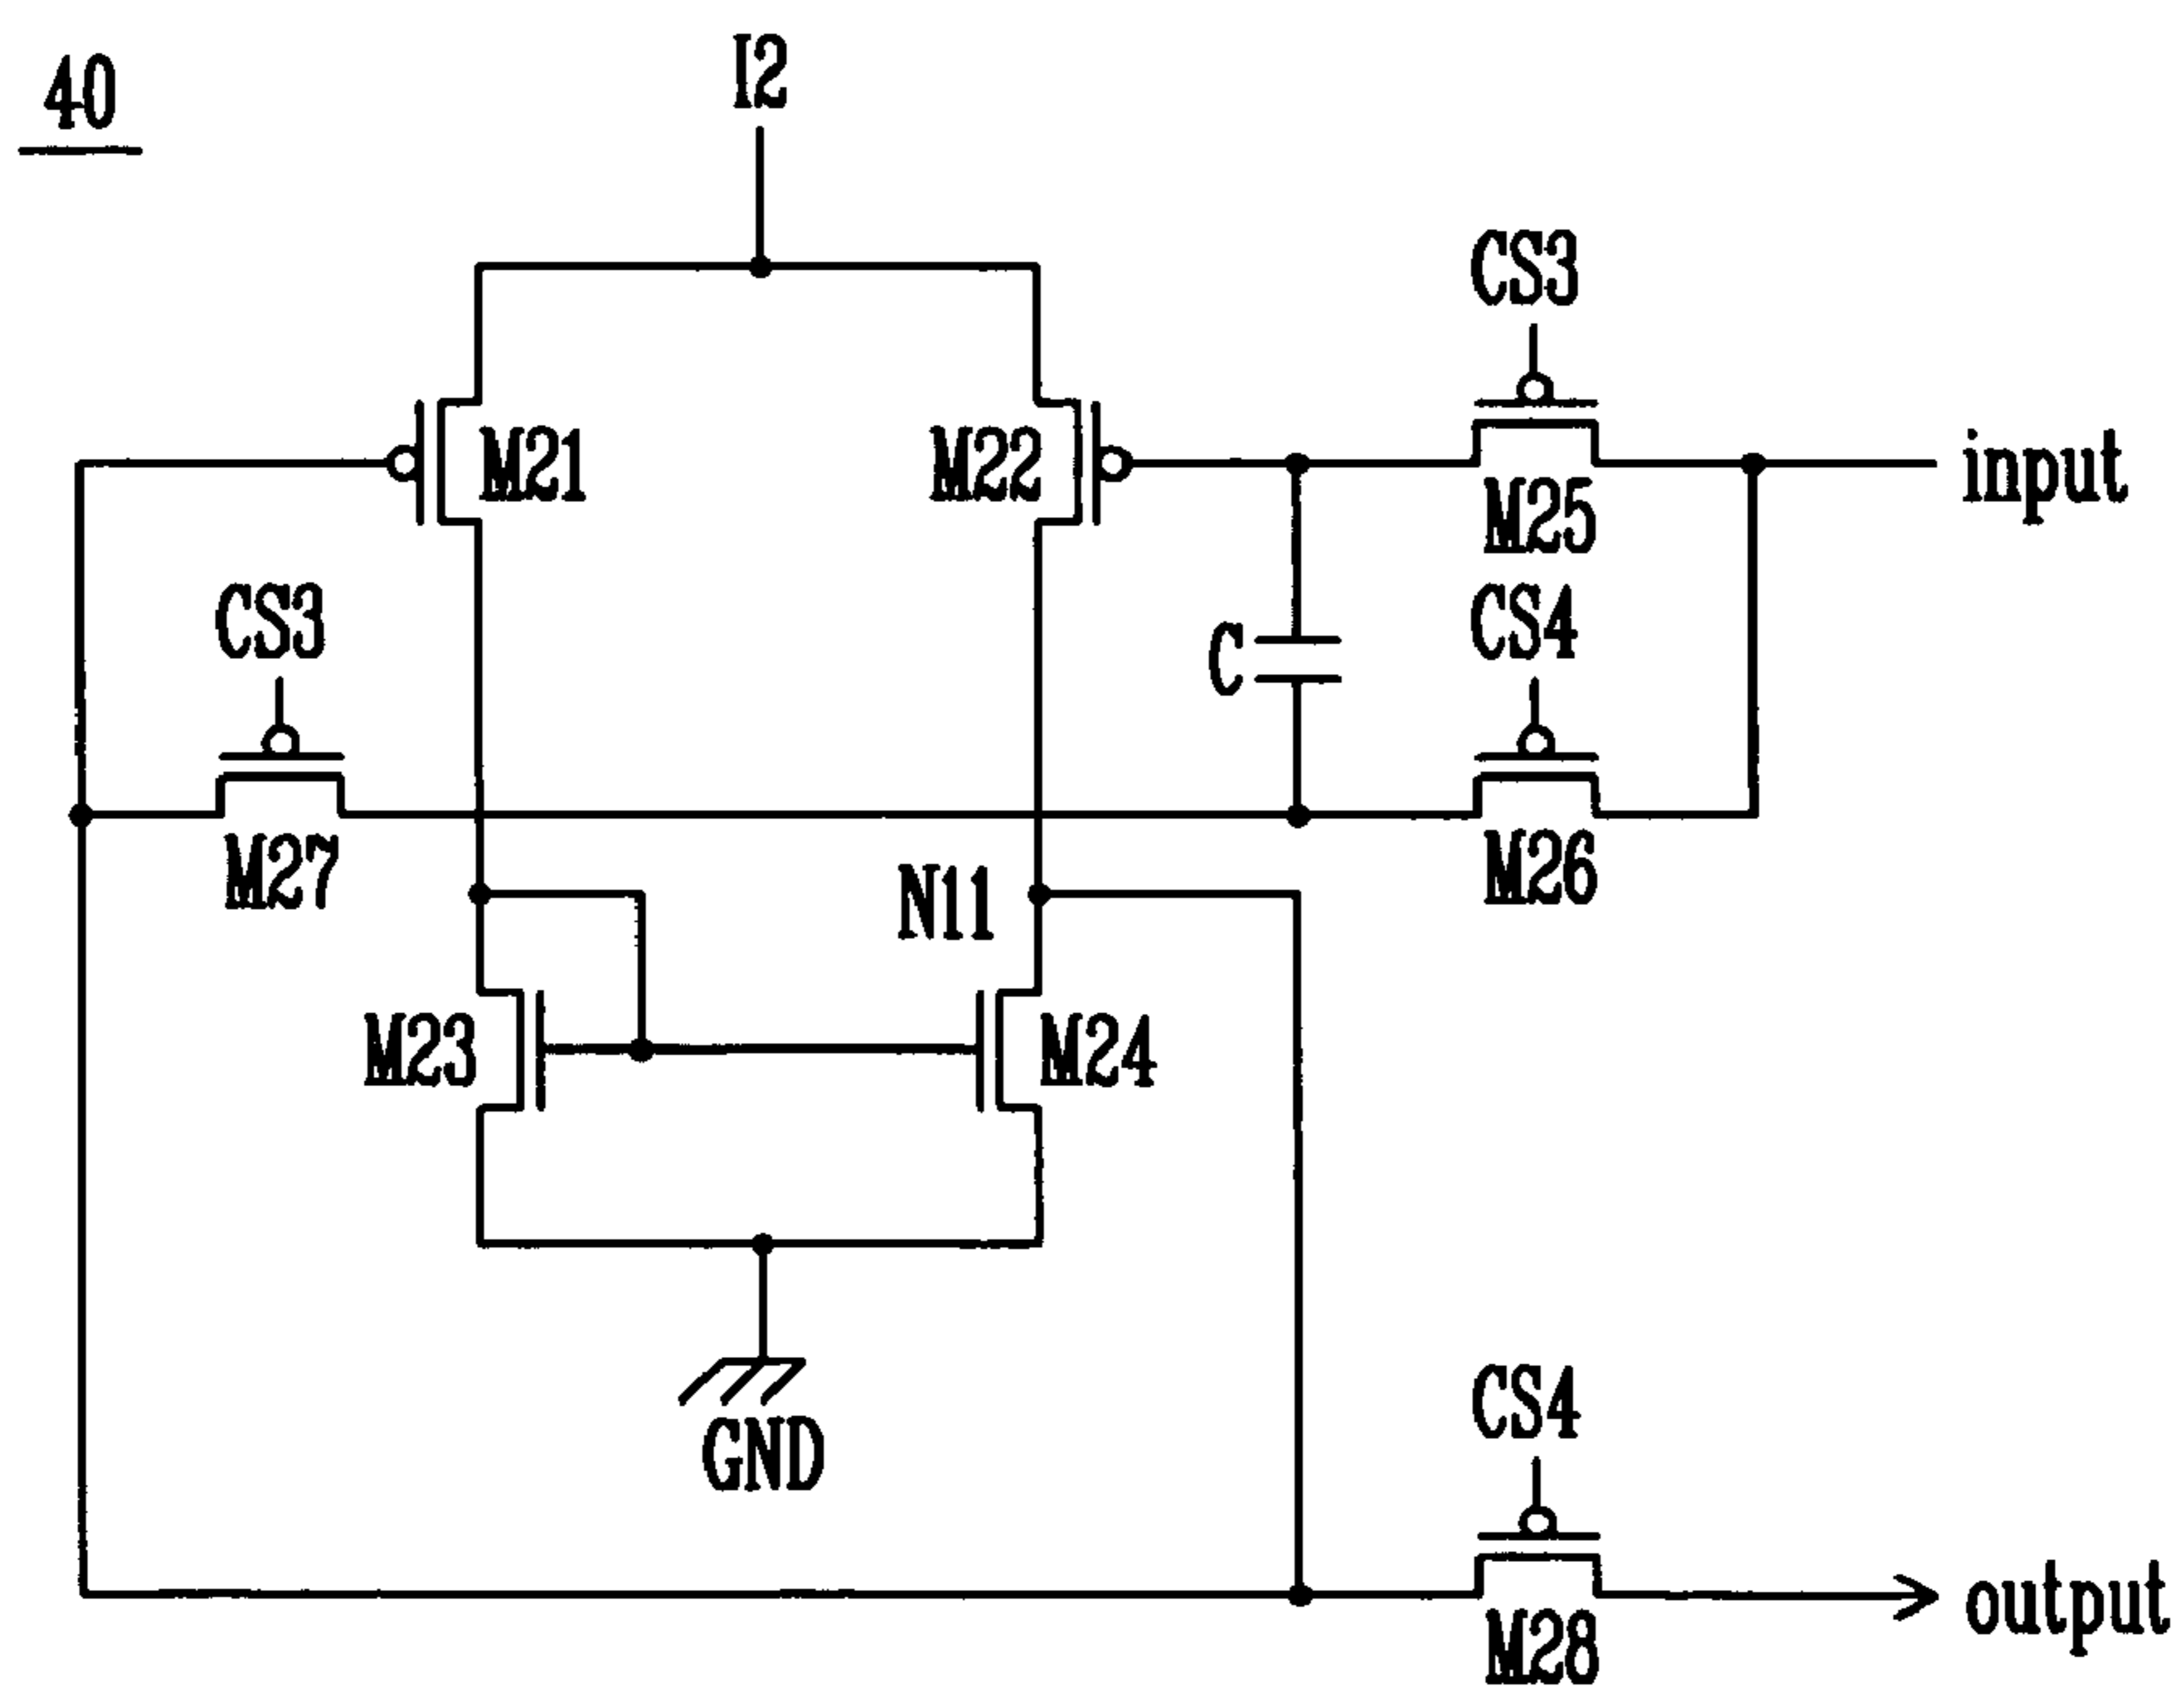 40
I2
CS3
M21
M22
input
M25
CS3
CS4
C
M27
M26
N11
M23
M24
GND
CS4
output
M28